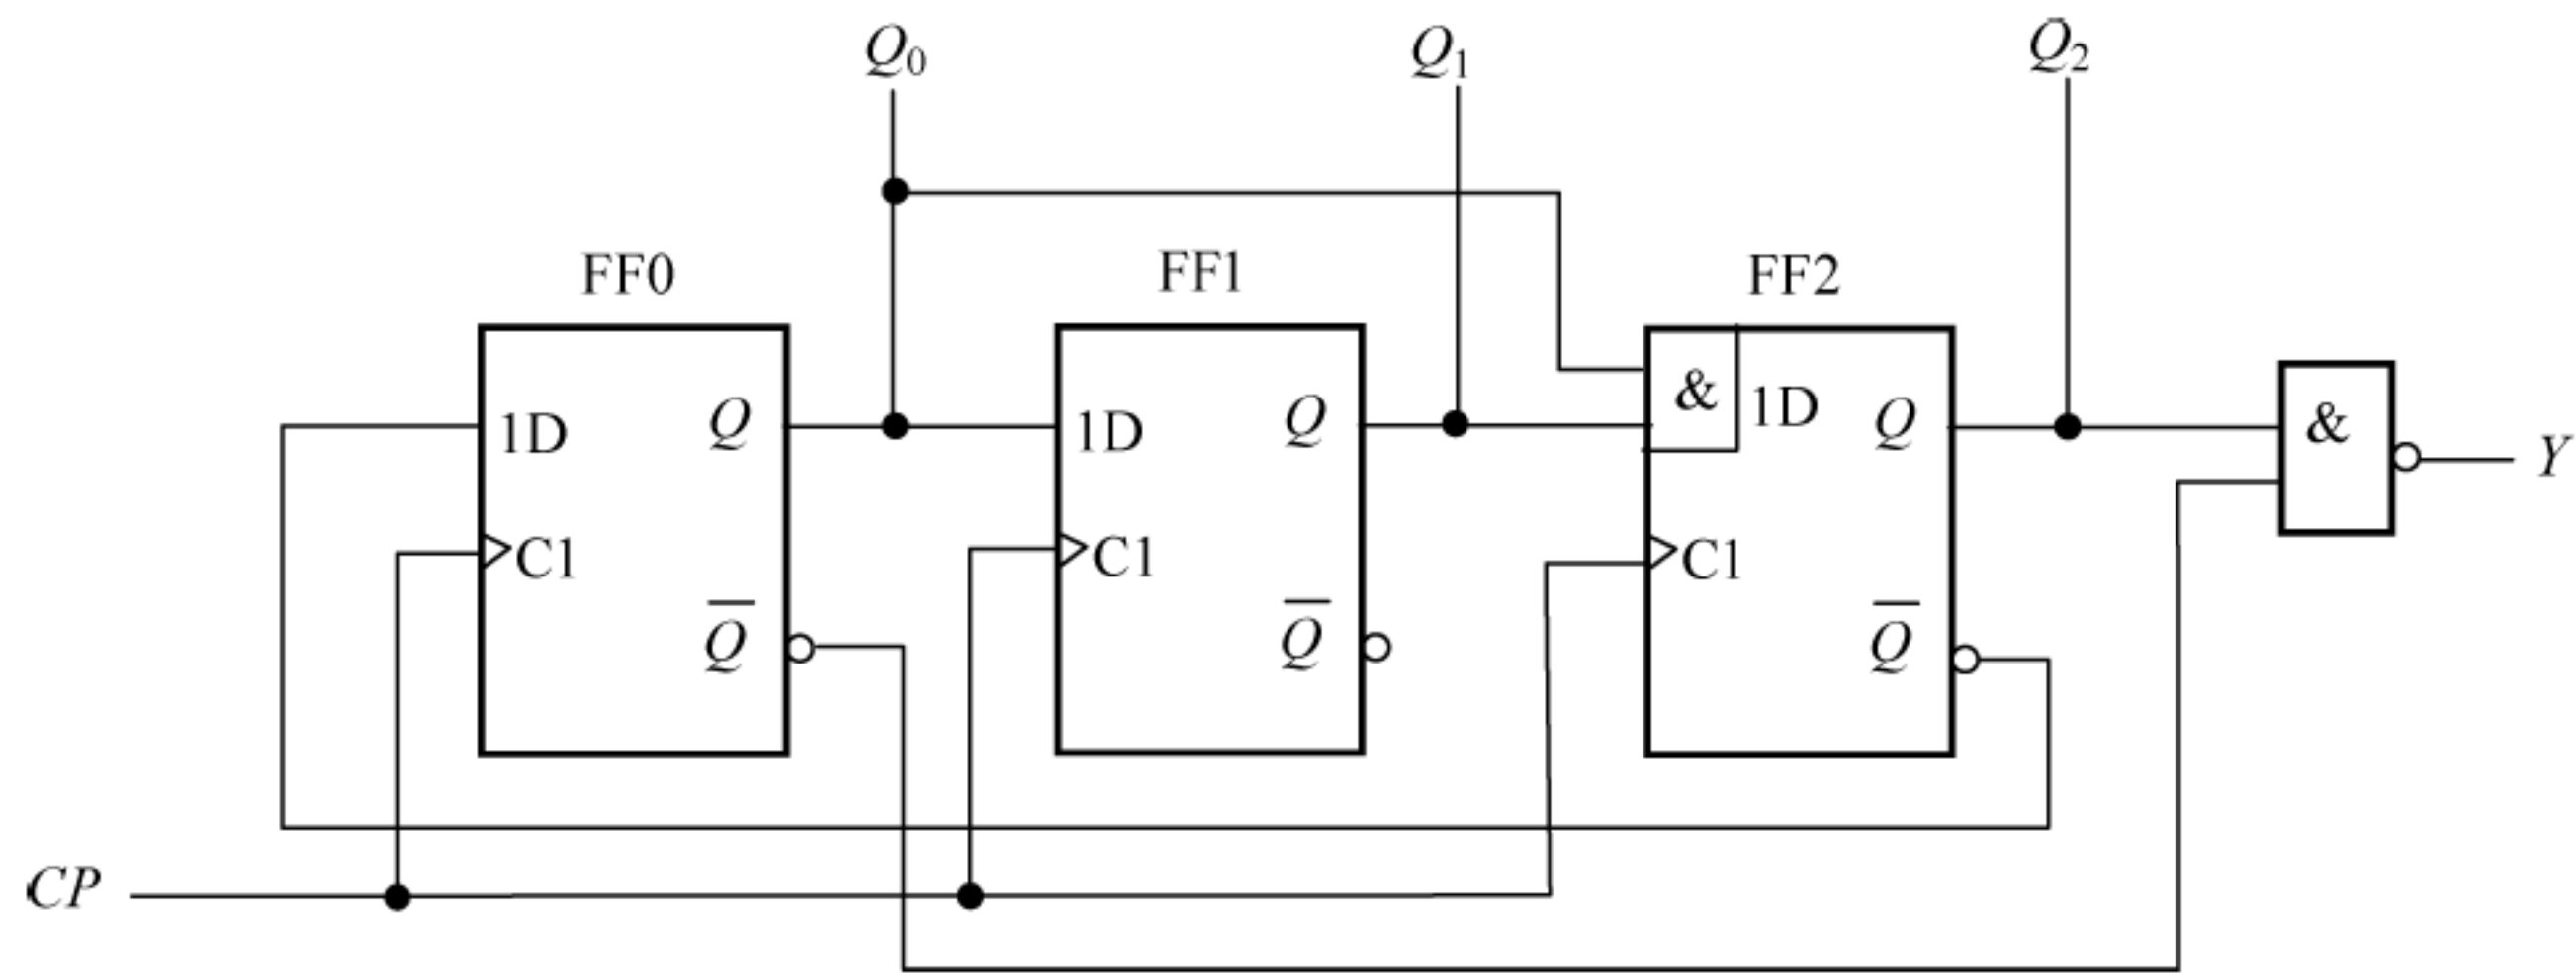 Q₀ Q₁ Q₂
FF0 FF1 FF2
1D Q 1D Q & 1D Q & Y
C1 C1 C1
Q̅ Q̅ Q̅
CP